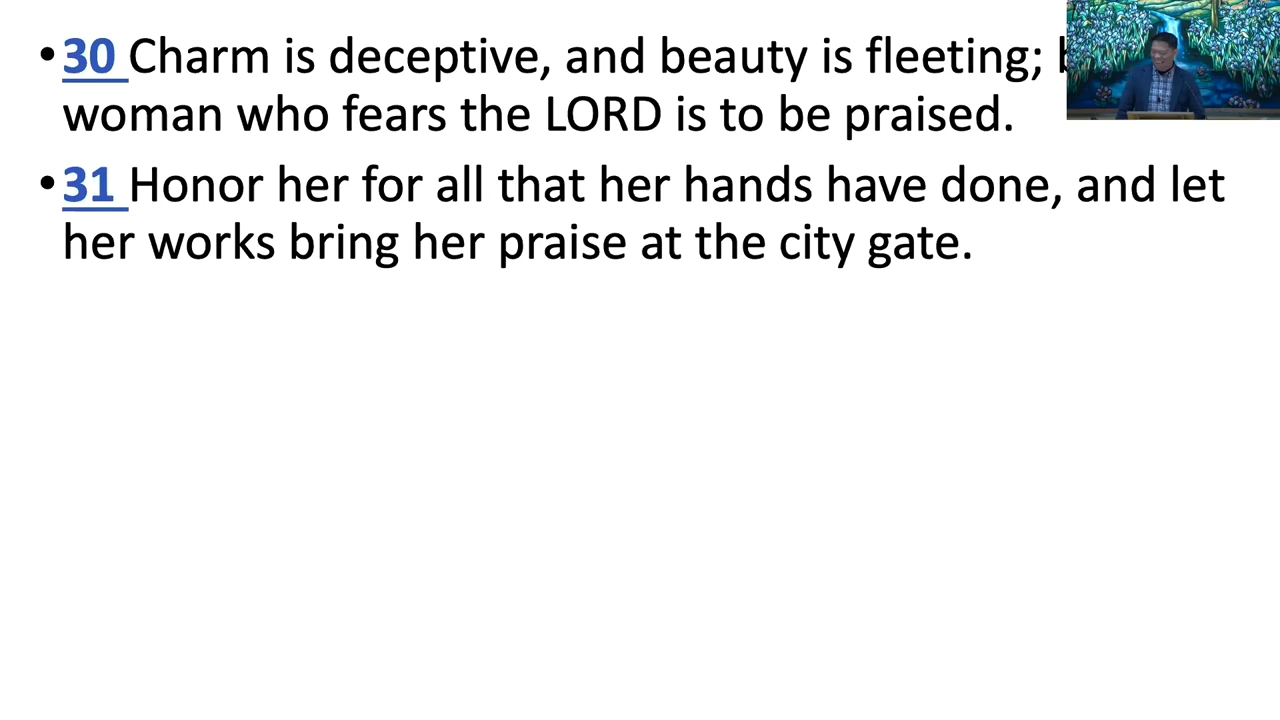 • 30 Charm is deceptive, and beauty is fleeting;
woman who fears the LORD is to be praised.
• 31 Honor her for all that her hands have done, and let
her works bring her praise at the city gate.